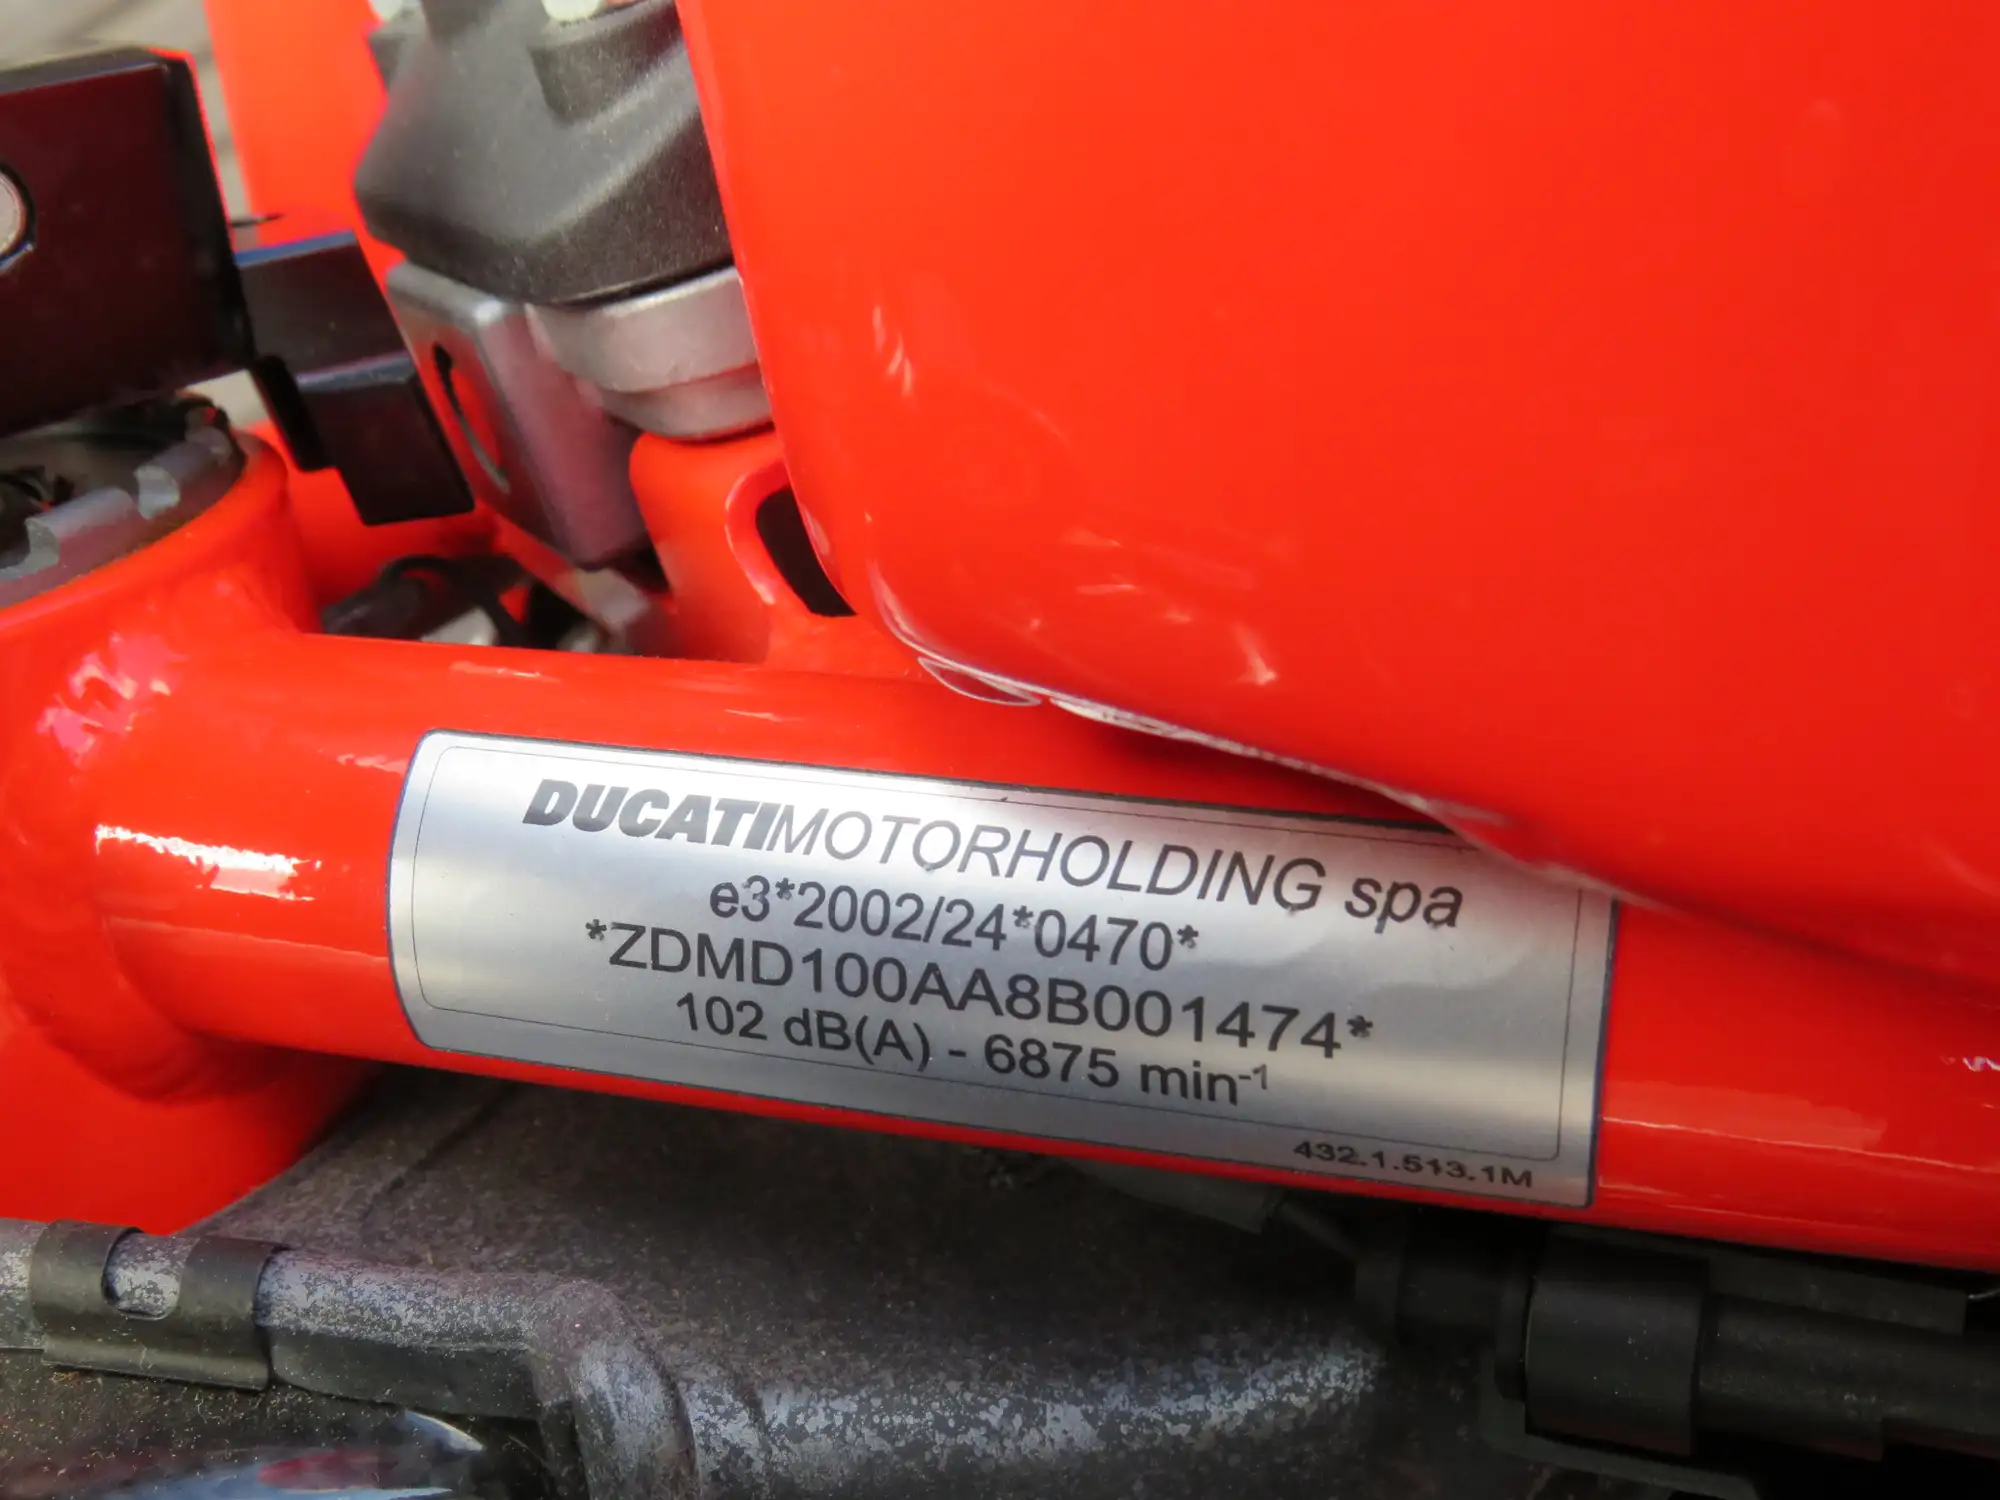 DUCATIMOTORHOLDING spa
e3*2002/24*0470*
*ZDMD100AA8B001474*
102 dB(A) - 6875 min⁻¹
432.1.513.1M